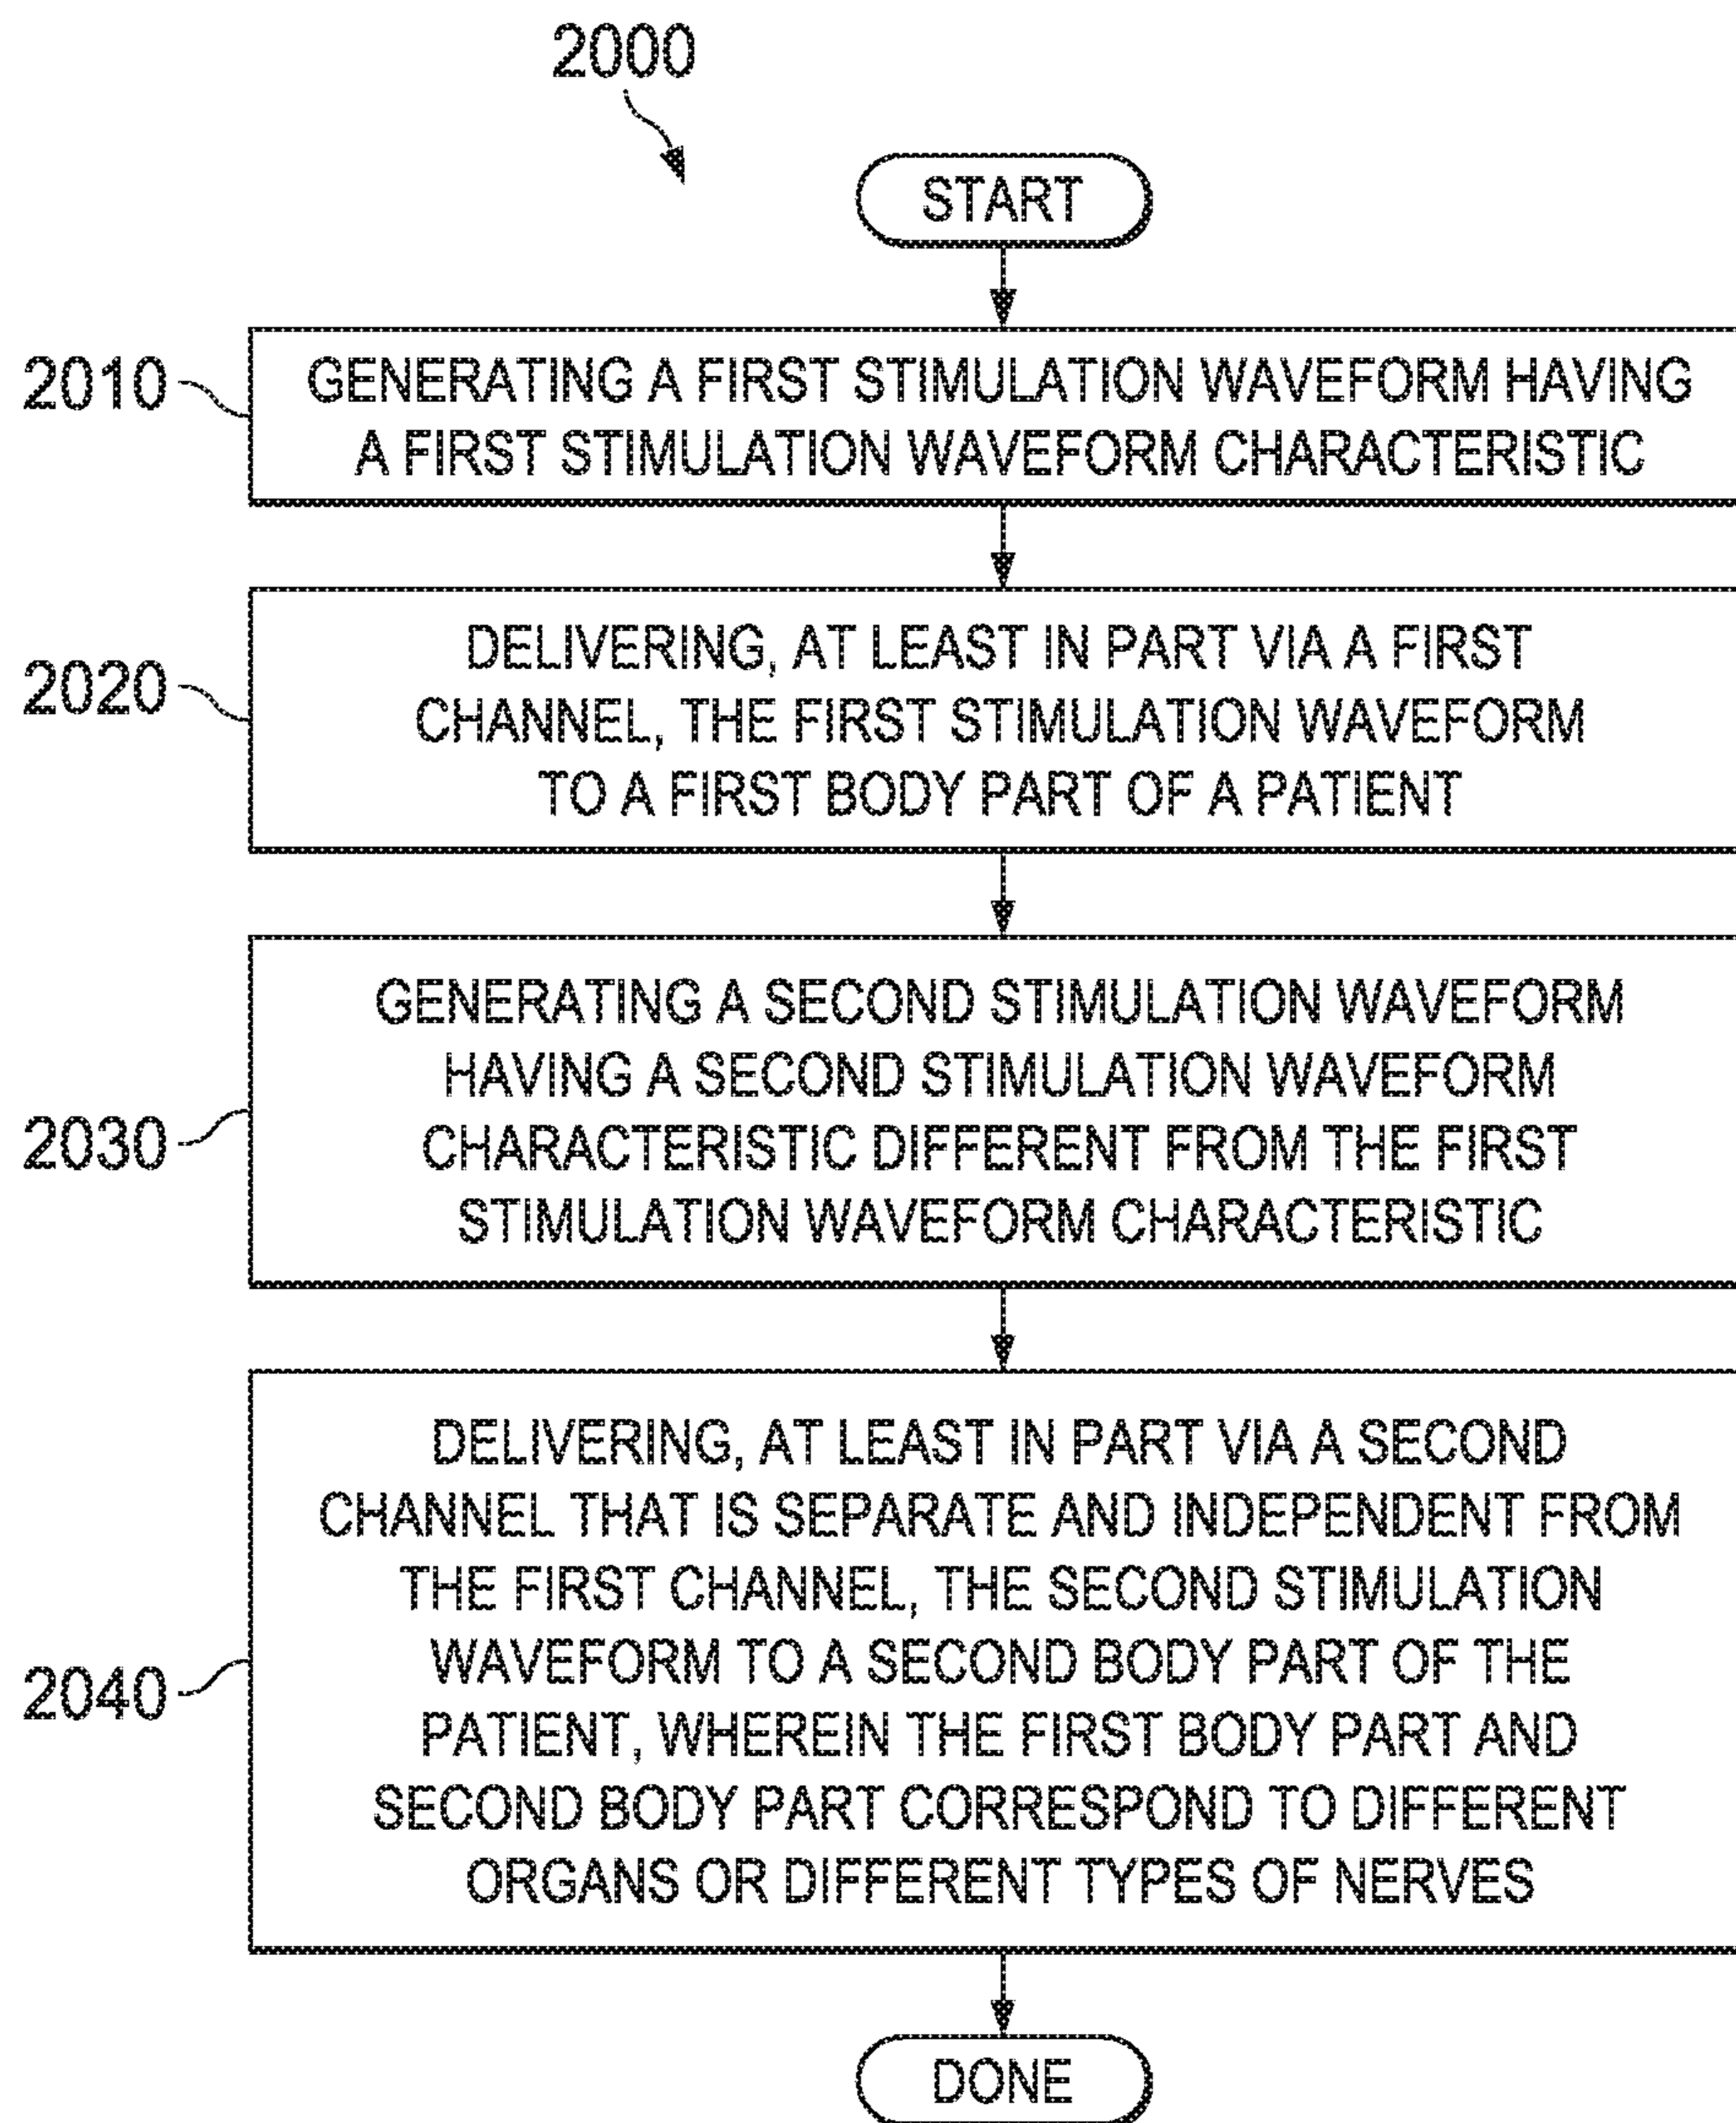 2000
START
2010
GENERATING A FIRST STIMULATION WAVEFORM HAVING
A FIRST STIMULATION WAVEFORM CHARACTERISTIC
2020
DELIVERING, AT LEAST IN PART VIA A FIRST
CHANNEL, THE FIRST STIMULATION WAVEFORM
TO A FIRST BODY PART OF A PATIENT
2030
GENERATING A SECOND STIMULATION WAVEFORM
HAVING A SECOND STIMULATION WAVEFORM
CHARACTERISTIC DIFFERENT FROM THE FIRST
STIMULATION WAVEFORM CHARACTERISTIC
2040
DELIVERING, AT LEAST IN PART VIA A SECOND
CHANNEL THAT IS SEPARATE AND INDEPENDENT FROM
THE FIRST CHANNEL, THE SECOND STIMULATION
WAVEFORM TO A SECOND BODY PART OF THE
PATIENT, WHEREIN THE FIRST BODY PART AND
SECOND BODY PART CORRESPOND TO DIFFERENT
ORGANS OR DIFFERENT TYPES OF NERVES
DONE